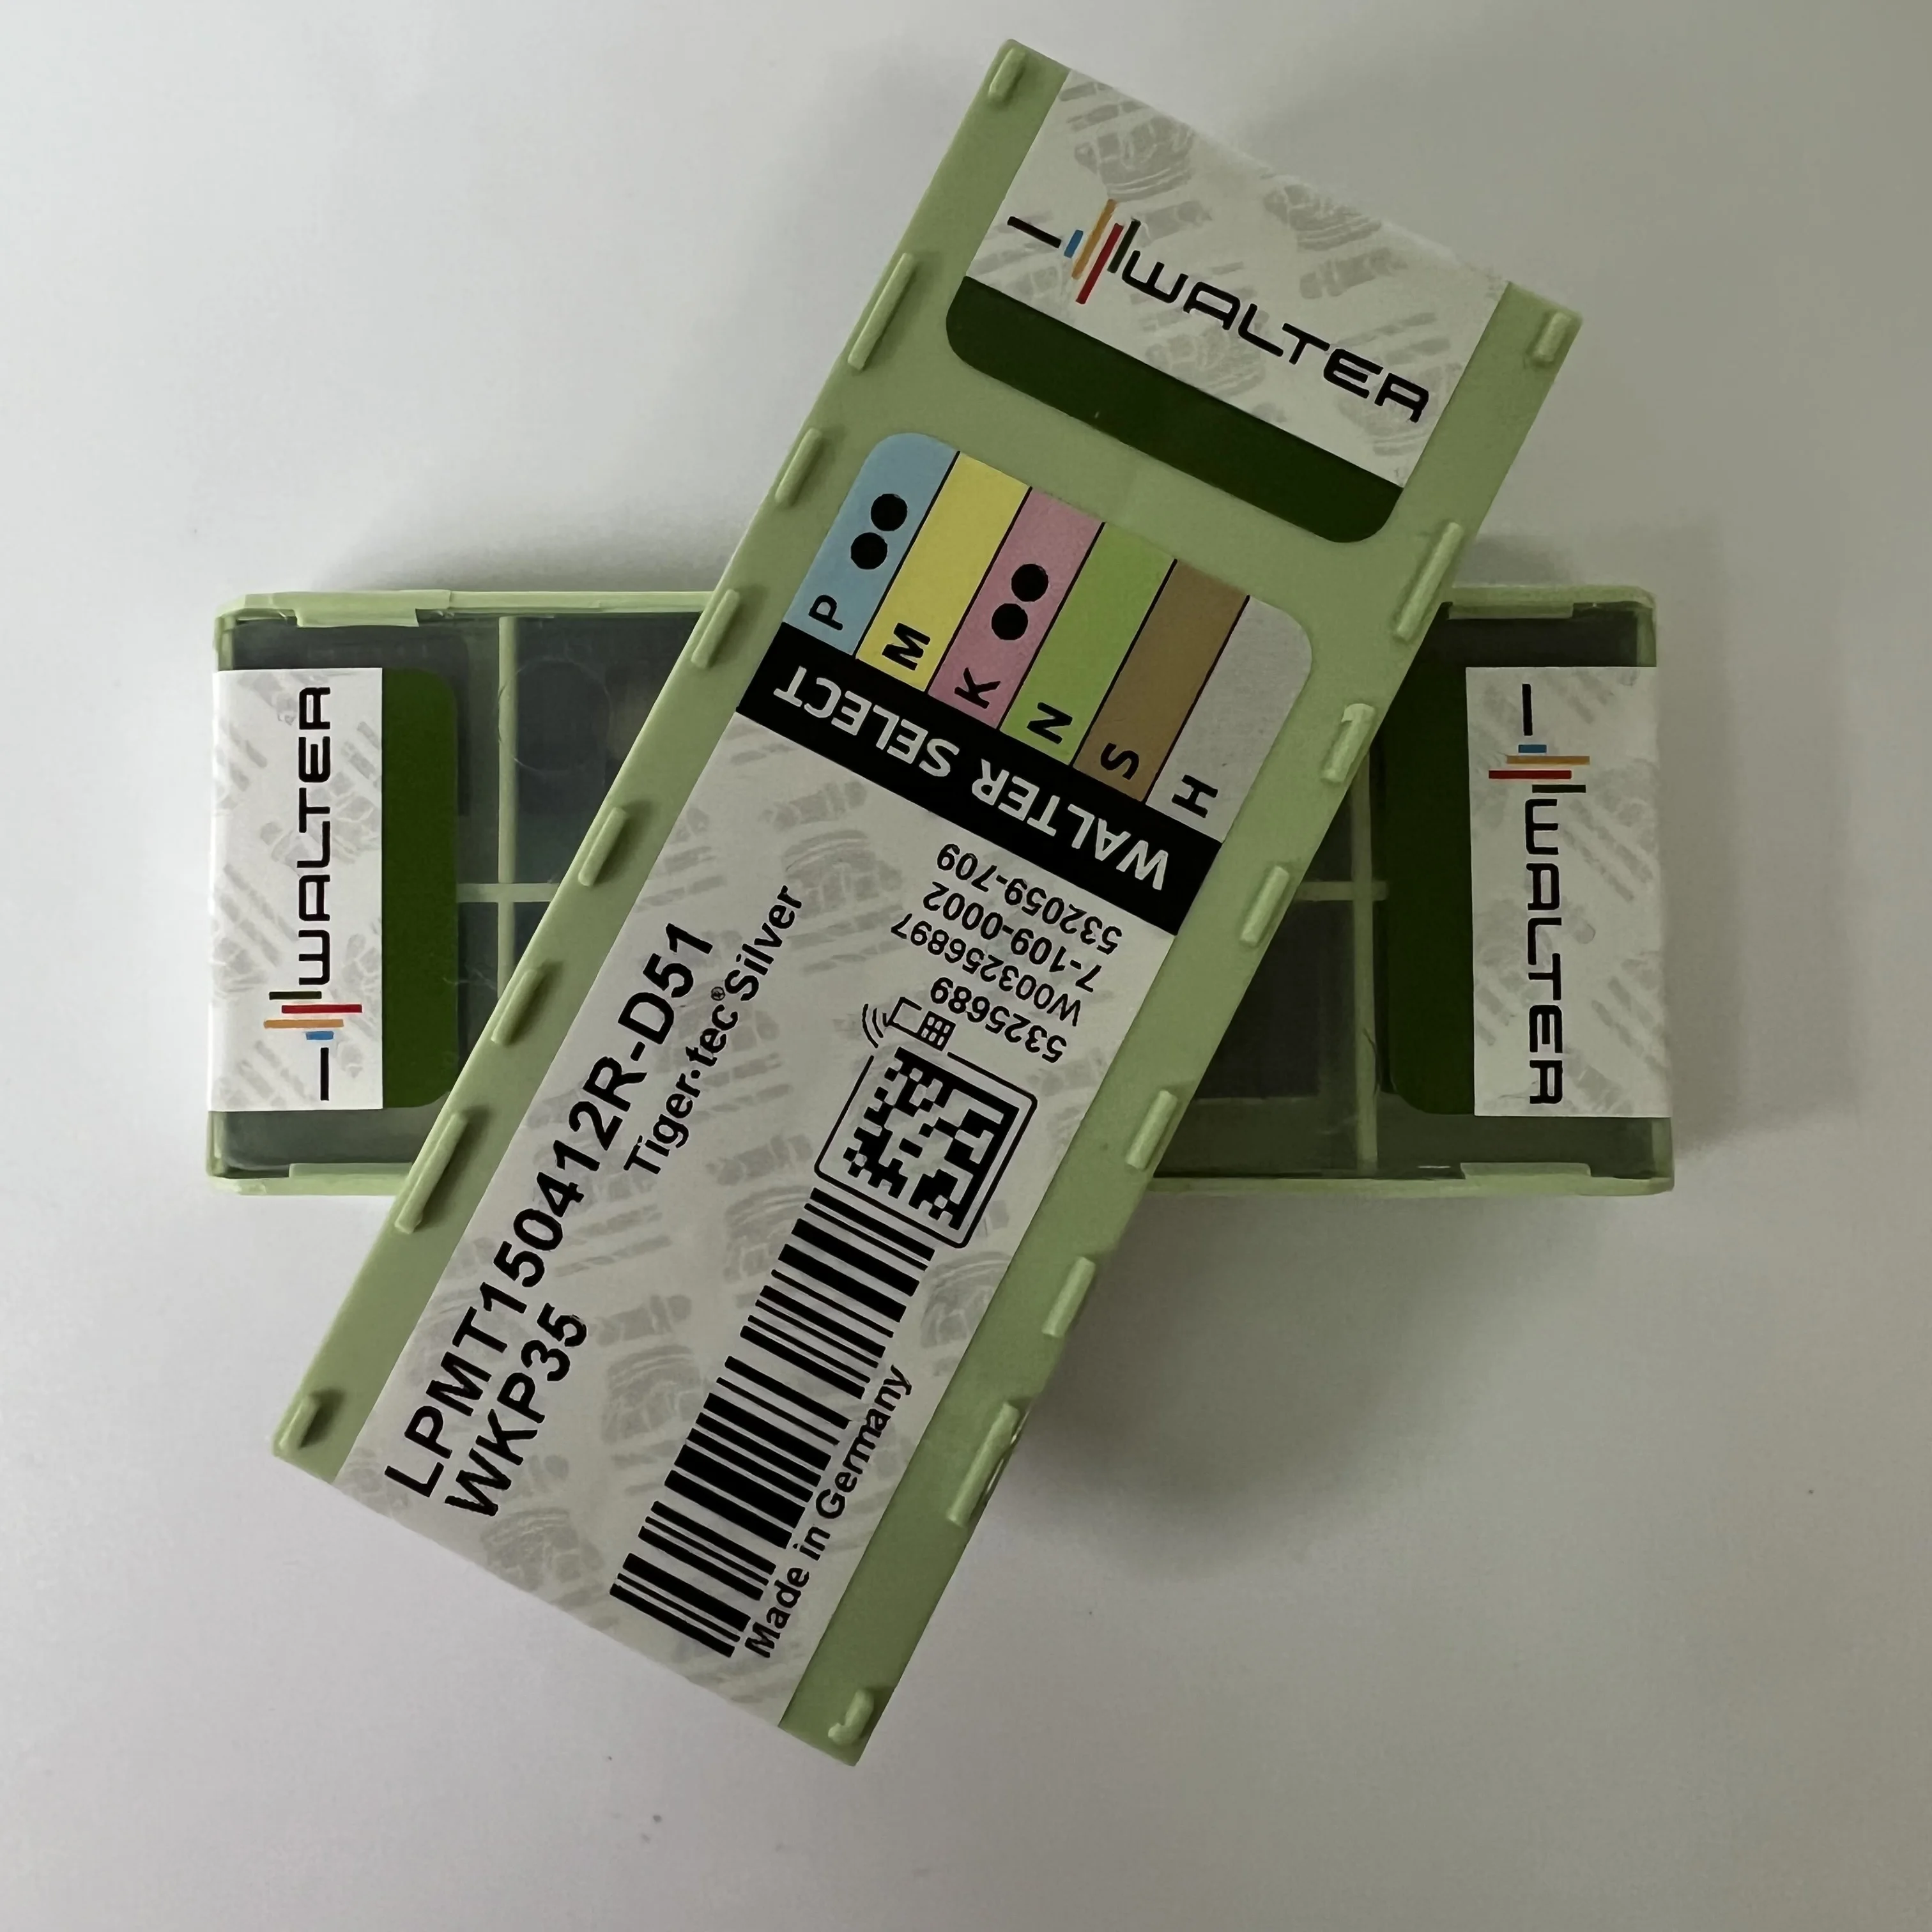 WALTER
P
M
K
N
S
H
WALTER SELECT
LPMT150412R-D51
WKP35
Tiger·tec®Silver
5325689
W003256897
7-109-0002
532059-709
Made in Germany
WALTER
WALTER